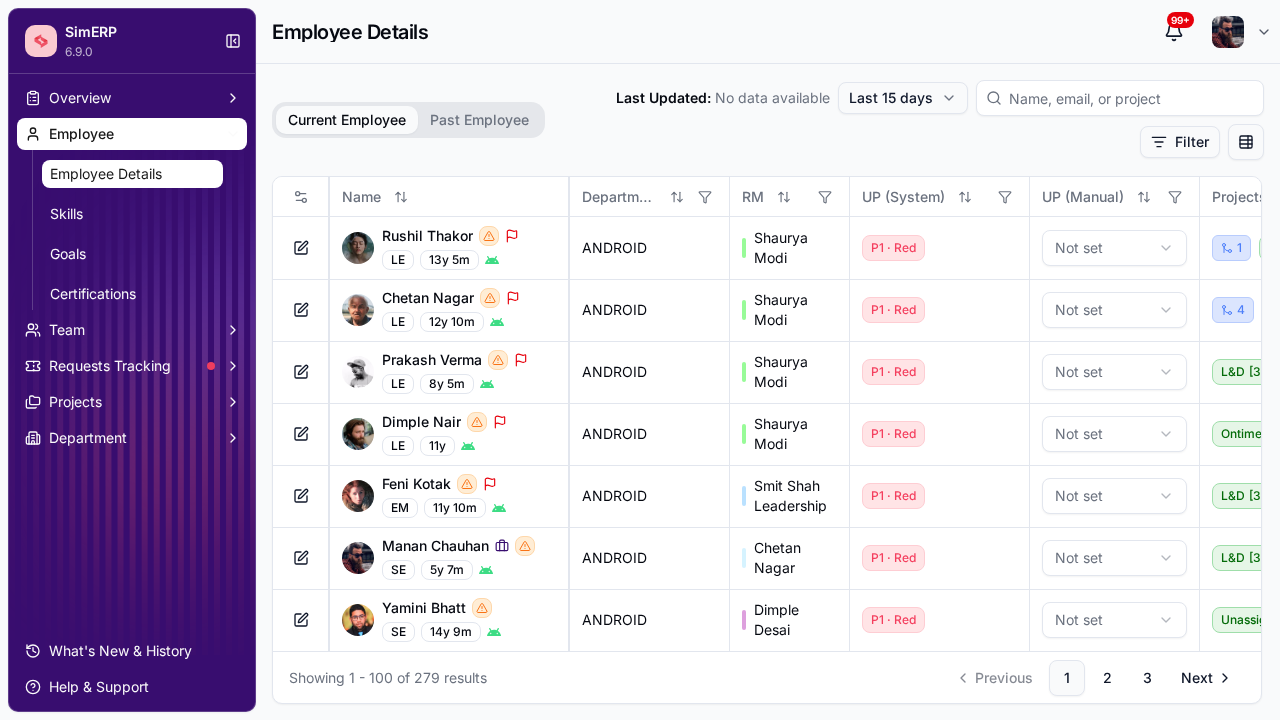 SimERP
6.9.0
Overview
Employee
Employee Details
Skills
Goals
Certifications
Team
Requests Tracking
Projects
Department
What's New & History
Help & Support
Employee Details
99+
Current Employee
Past Employee
Last Updated: No data available
Last 15 days
Name, email, or project
Filter
Name
Departm...
RM
UP (System)
UP (Manual)
Projects
Rushil Thakor
LE 13y 5m
ANDROID
Shaurya
Modi
P1 · Red
Not set
1
Chetan Nagar
LE 12y 10m
ANDROID
Shaurya
Modi
P1 · Red
Not set
4
Prakash Verma
LE 8y 5m
ANDROID
Shaurya
Modi
P1 · Red
Not set
L&D [3
Dimple Nair
LE 11y
ANDROID
Shaurya
Modi
P1 · Red
Not set
Ontime
Feni Kotak
EM 11y 10m
ANDROID
Smit Shah
Leadership
P1 · Red
Not set
L&D [3
Manan Chauhan
SE 5y 7m
ANDROID
Chetan
Nagar
P1 · Red
Not set
L&D [3
Yamini Bhatt
SE 14y 9m
ANDROID
Dimple
Desai
P1 · Red
Not set
Unassig
Showing 1 - 100 of 279 results
Previous 1 2 3 Next